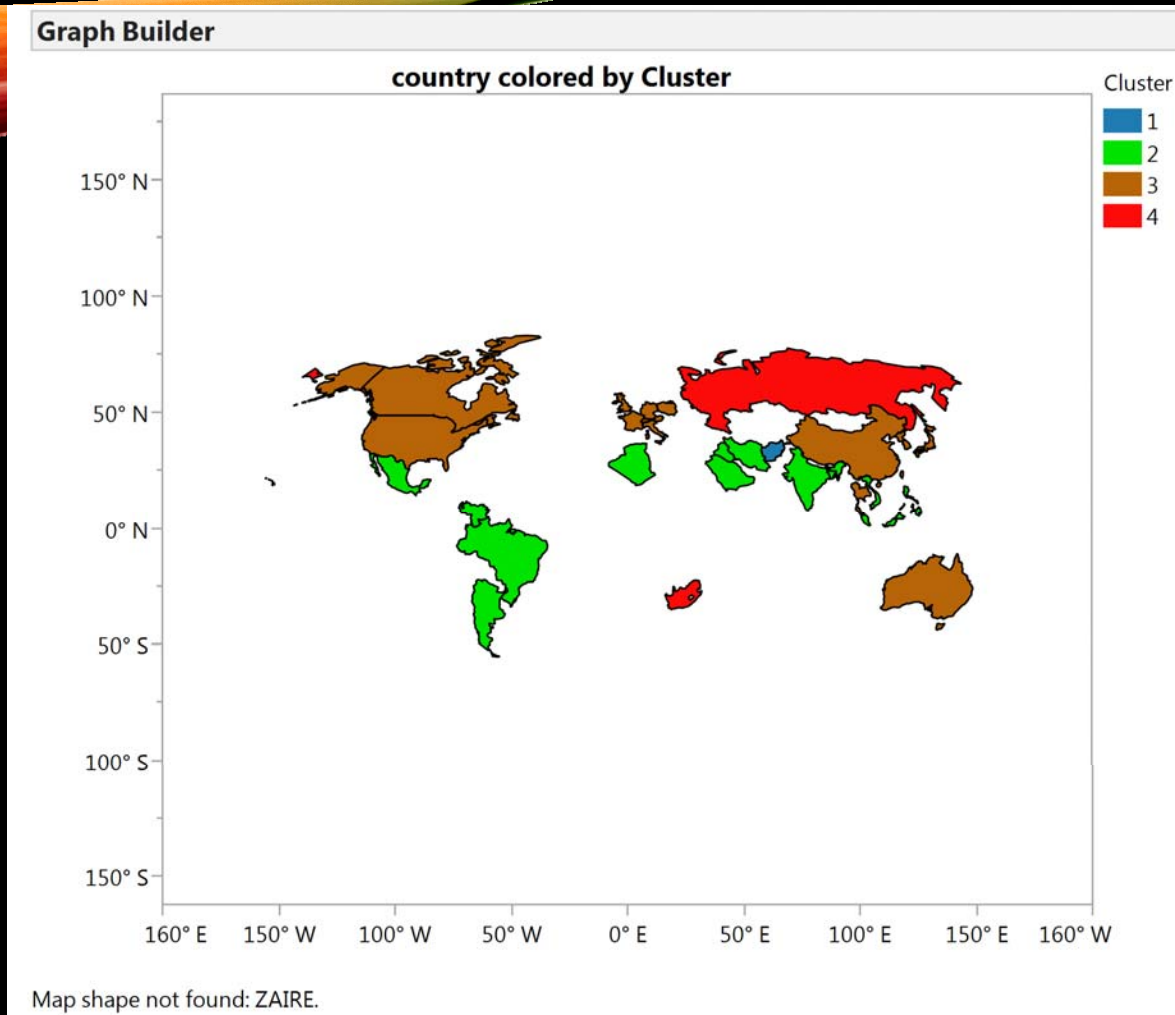 Graph Builder
country colored by Cluster
Cluster
1
2
3
4
150° N
100° N
50° N
0° N
50° S
100° S
150° S
160° E 150° W 100° W 50° W 0° E 50° E 100° E 150° E 160° W
Map shape not found: ZAIRE.